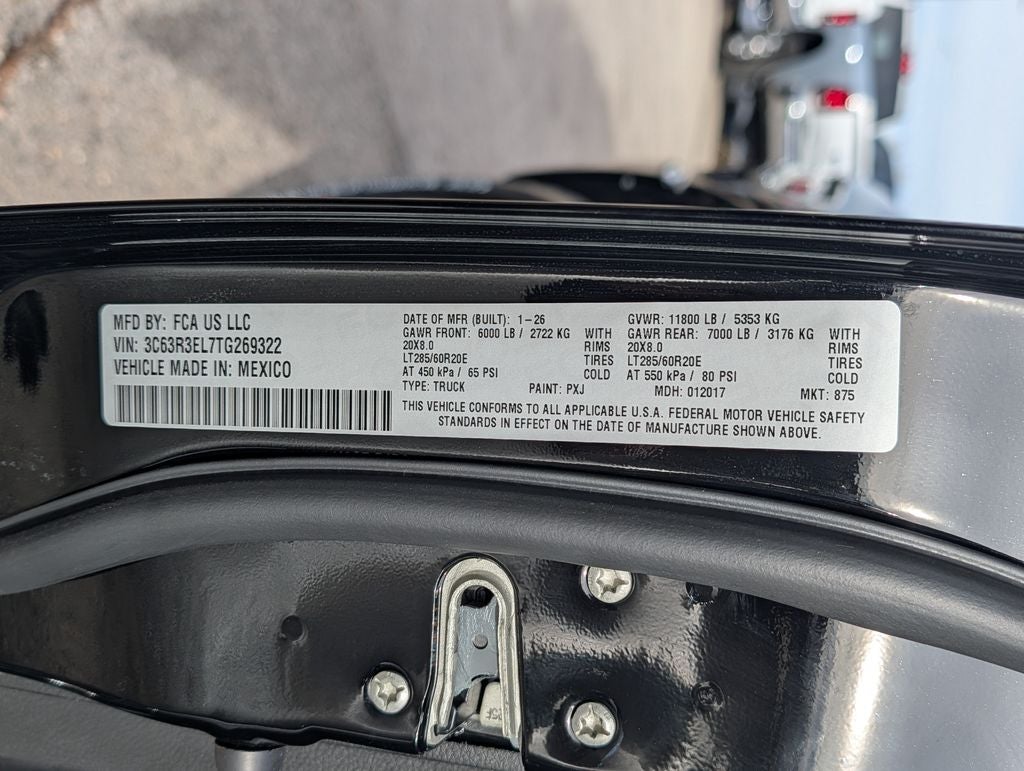 MFD BY: FCA US LLC
VIN: 3C63R3EL7TG269322
VEHICLE MADE IN: MEXICO
DATE OF MFR (BUILT): 1-26
GVWR: 11800 LB / 5353 KG
GAWR FRONT: 6000 LB / 2722 KG WITH
GAWR REAR: 7000 LB / 3176 KG WITH
20X8.0 RIMS
20X8.0 RIMS
LT285/60R20E TIRES
LT285/60R20E TIRES
AT 450 kPa / 65 PSI COLD
AT 550 kPa / 80 PSI COLD
TYPE: TRUCK PAINT: PXJ MDH: 012017 MKT: 875
THIS VEHICLE CONFORMS TO ALL APPLICABLE U.S.A. FEDERAL MOTOR VEHICLE SAFETY
STANDARDS IN EFFECT ON THE DATE OF MANUFACTURE SHOWN ABOVE.